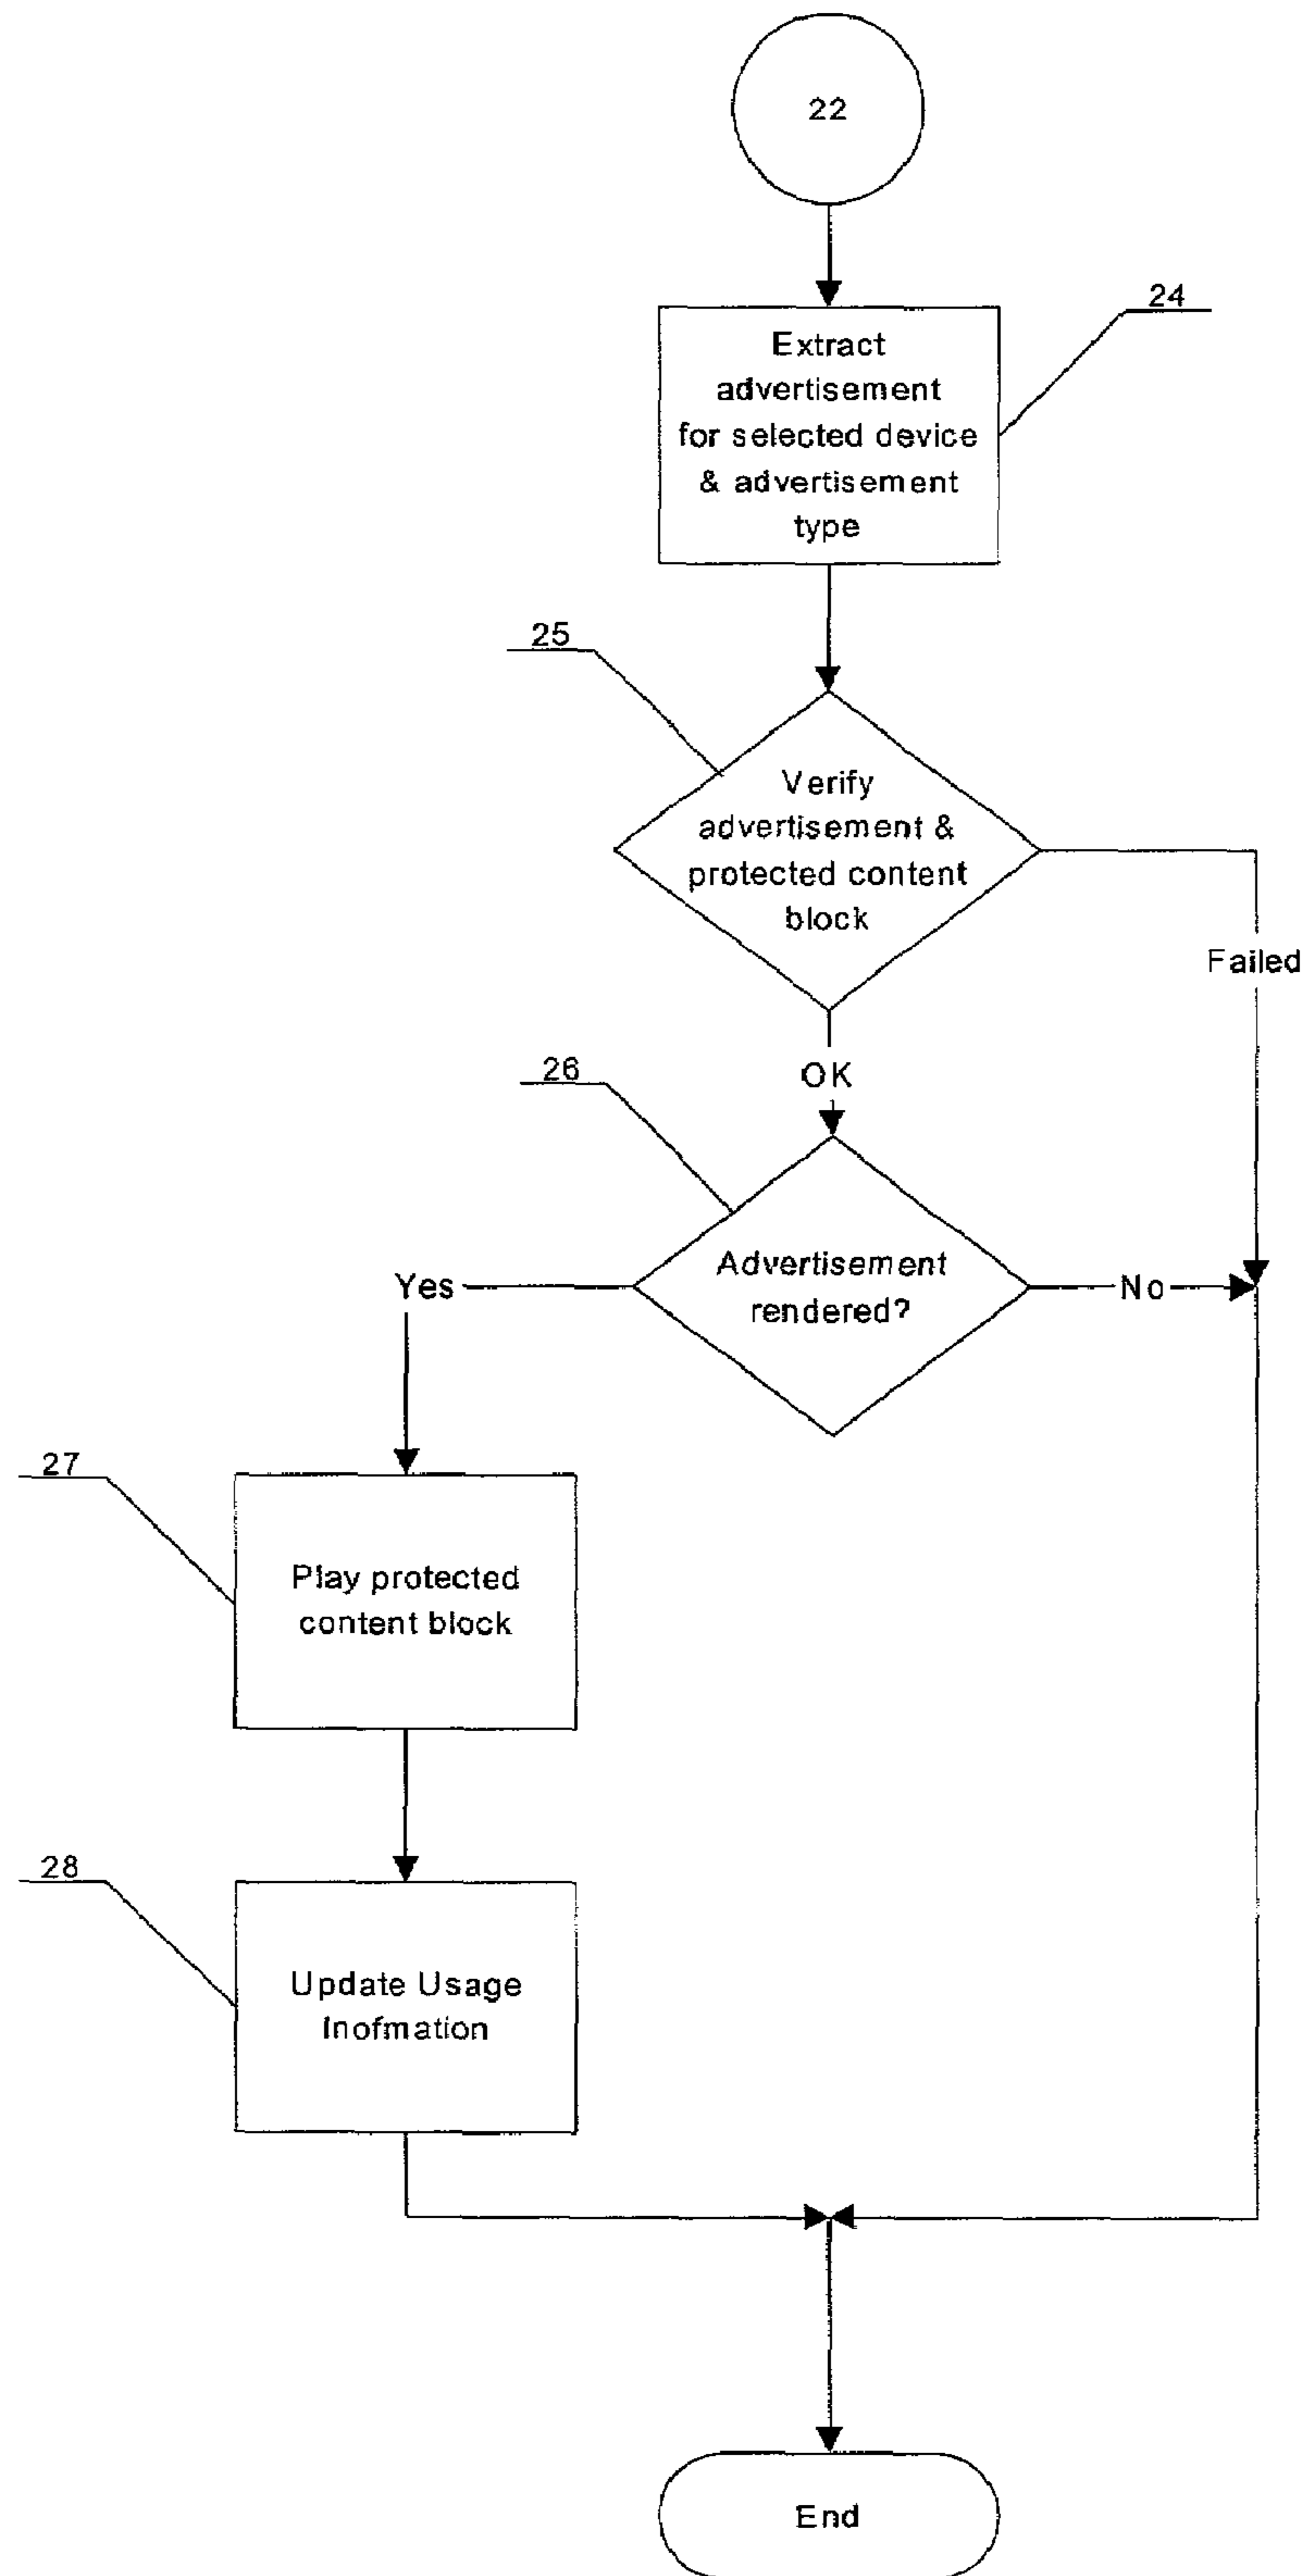 22
24
Extract
advertisement
for selected device
& advertisement
type
25
Verify
advertisement &
protected content
block
Failed
OK
26
Advertisement
rendered?
Yes
No
27
Play protected
content block
28
Update Usage
Inofmation
End